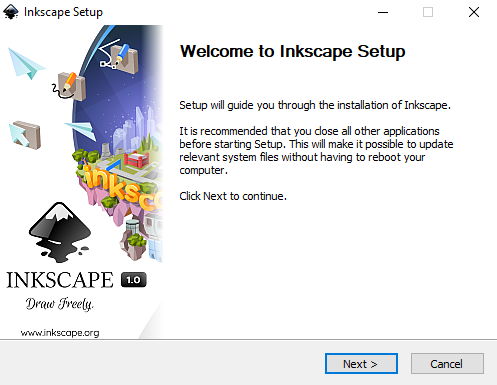 Inkscape Setup
Welcome to Inkscape Setup
Setup will guide you through the installation of Inkscape.
It is recommended that you close all other applications
before starting Setup. This will make it possible to update
relevant system files without having to reboot your
computer.
Click Next to continue.
inksc
INKSCAPE 1.0
Draw Freely.
www.inkscape.org
Next >
Cancel